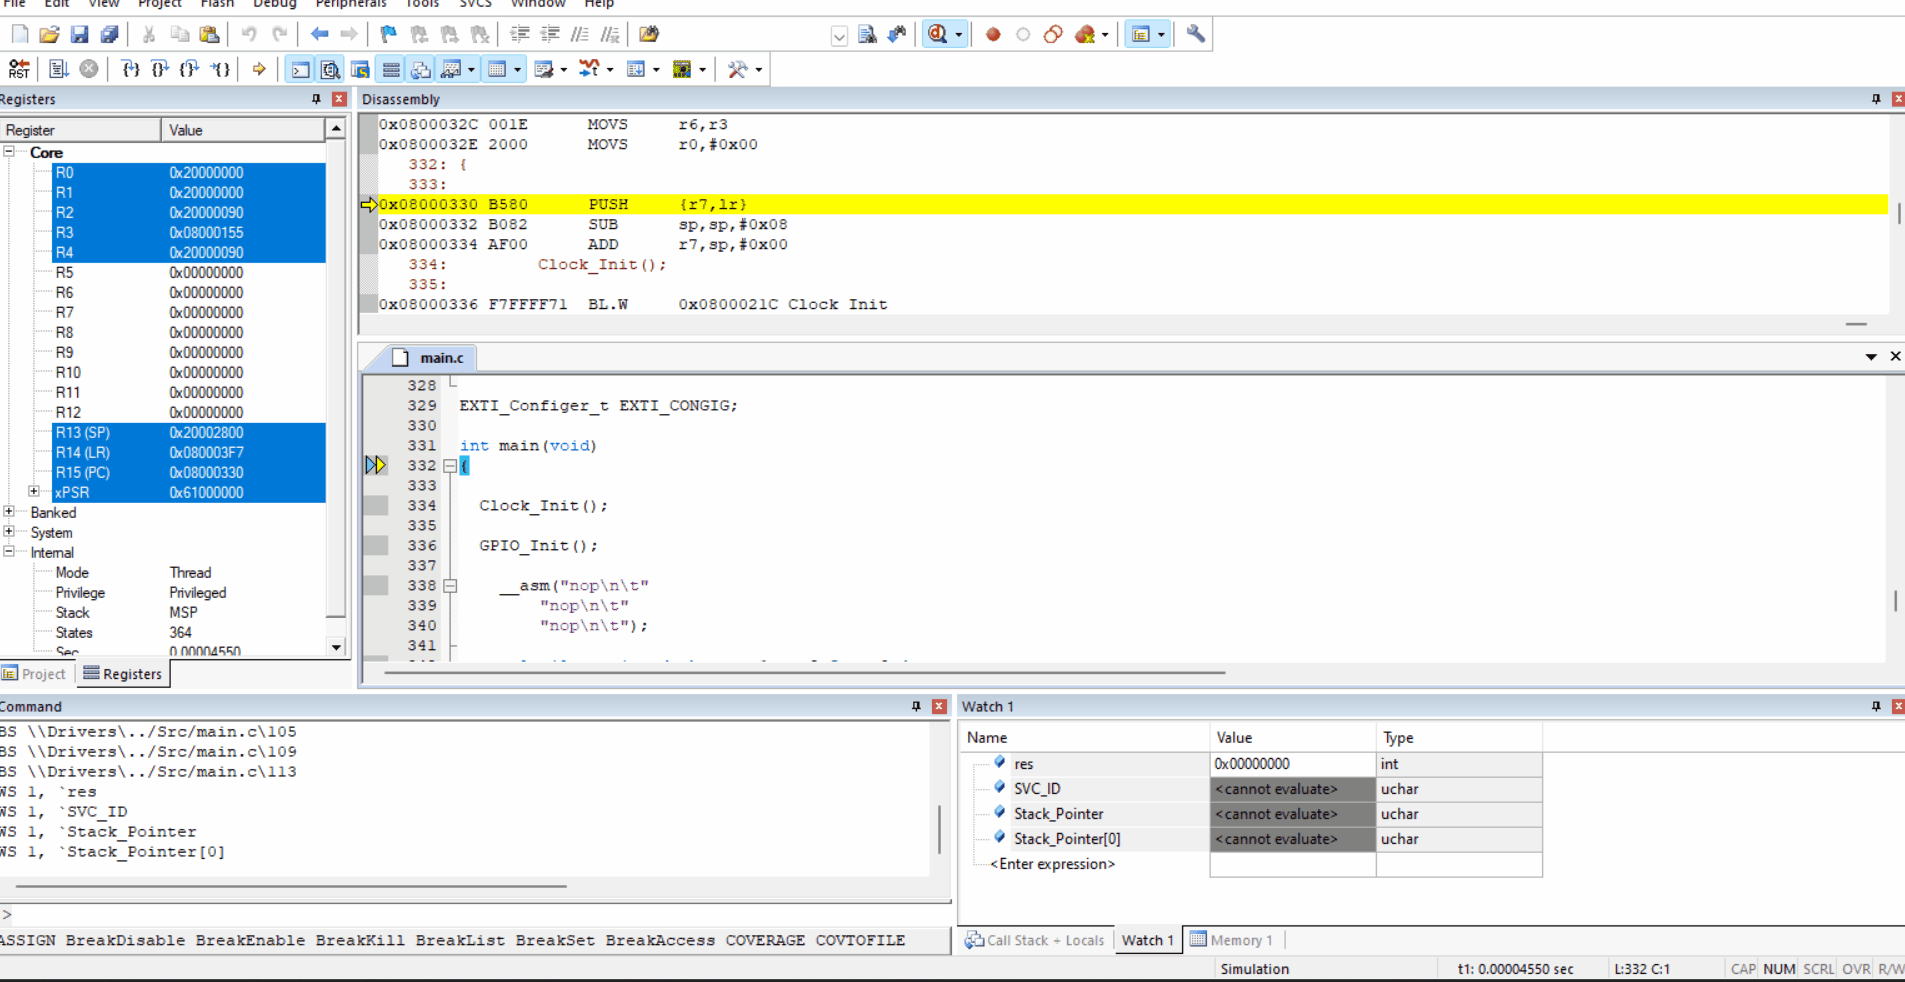 File Edit View Project Flash Debug Peripherals Tools SVCS Window Help
RST
Registers
Register Value
Core
R0 0x20000000
R1 0x20000000
R2 0x20000090
R3 0x08000155
R4 0x20000090
R5 0x00000000
R6 0x00000000
R7 0x00000000
R8 0x00000000
R9 0x00000000
R10 0x00000000
R11 0x00000000
R12 0x00000000
R13 (SP) 0x20002800
R14 (LR) 0x080003F7
R15 (PC) 0x08000330
xPSR 0x61000000
Banked
System
Internal
Mode Thread
Privilege Privileged
Stack MSP
States 364
Sec 0.00004550
Project Registers
Disassembly
0x0800032C 001E MOVS r6,r3
0x0800032E 2000 MOVS r0,#0x00
332: {
333:
0x08000330 B580 PUSH {r7,lr}
0x08000332 B082 SUB sp,sp,#0x08
0x08000334 AF00 ADD r7,sp,#0x00
334: Clock_Init();
335:
0x08000336 F7FFFF71 BL.W 0x0800021C Clock Init
main.c
328
329 EXTI_Configer_t EXTI_CONGIG;
330
331 int main(void)
332 {
333
334 Clock_Init();
335
336 GPIO_Init();
337
338 __asm("nop\n\t"
339 "nop\n\t"
340 "nop\n\t");
341
Command
BS \\Drivers\../Src/main.c\105
BS \\Drivers\../Src/main.c\109
BS \\Drivers\../Src/main.c\113
WS 1, `res
WS 1, `SVC_ID
WS 1, `Stack_Pointer
WS 1, `Stack_Pointer[0]
>
ASSIGN BreakDisable BreakEnable BreakKill BreakList BreakSet BreakAccess COVERAGE COVTOFILE
Watch 1
Name Value Type
res 0x00000000 int
SVC_ID <cannot evaluate> uchar
Stack_Pointer <cannot evaluate> uchar
Stack_Pointer[0] <cannot evaluate> uchar
<Enter expression>
Call Stack + Locals Watch 1 Memory 1
Simulation t1: 0.00004550 sec L:332 C:1 CAP NUM SCRL OVR R/W